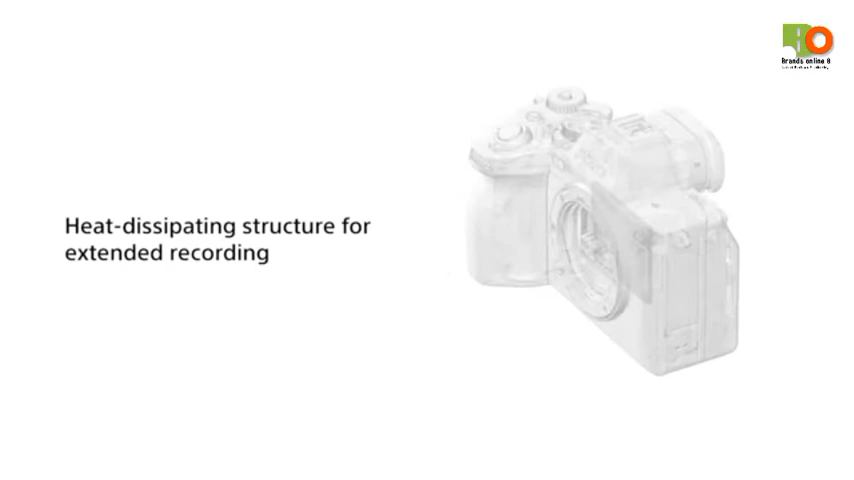 Brands online 8
Heat-dissipating structure for
extended recording